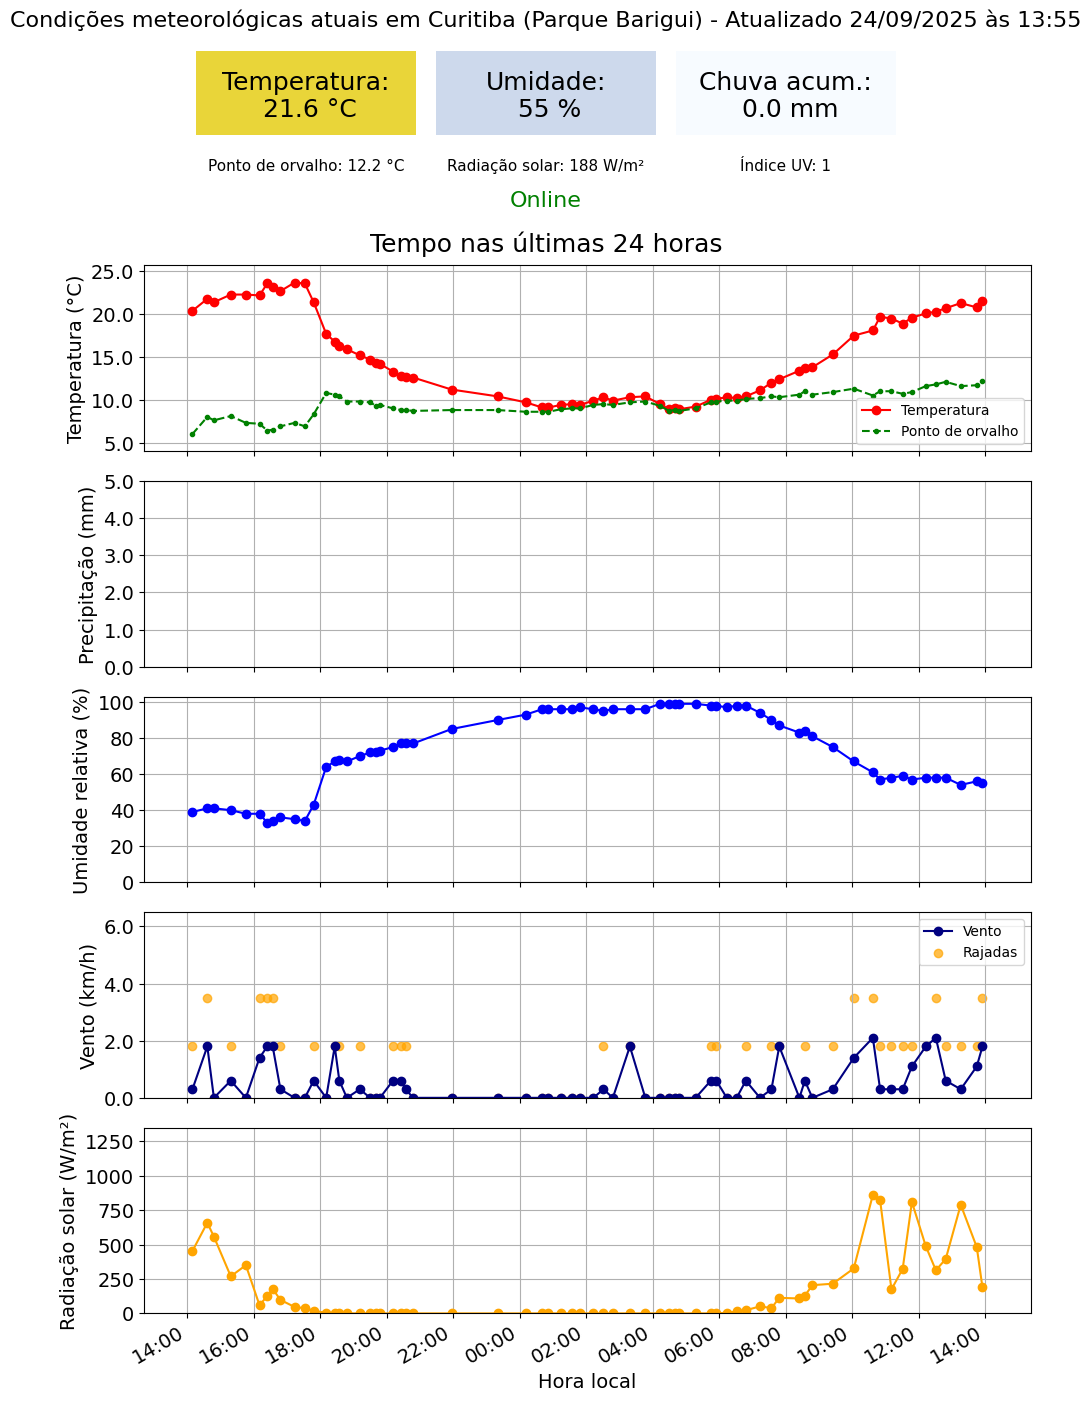 Condições meteorológicas atuais em Curitiba (Parque Barigui) - Atualizado 24/09/2025 às 13:55
Temperatura:
21.6 °C
Umidade:
55 %
Chuva acum.:
0.0 mm
Ponto de orvalho: 12.2 °C
Radiação solar: 188 W/m²
Índice UV: 1
Online
Tempo nas últimas 24 horas
Temperatura (°C)
25.0
20.0
15.0
10.0
5.0
Temperatura
Ponto de orvalho
Precipitação (mm)
5.0
4.0
3.0
2.0
1.0
0.0
Umidade relativa (%)
100
80
60
40
20
0
Vento (km/h)
6.0
4.0
2.0
0.0
Vento
Rajadas
Radiação solar (W/m²)
1250
1000
750
500
250
0
14:00
16:00
18:00
20:00
22:00
00:00
02:00
04:00
06:00
08:00
10:00
12:00
14:00
Hora local